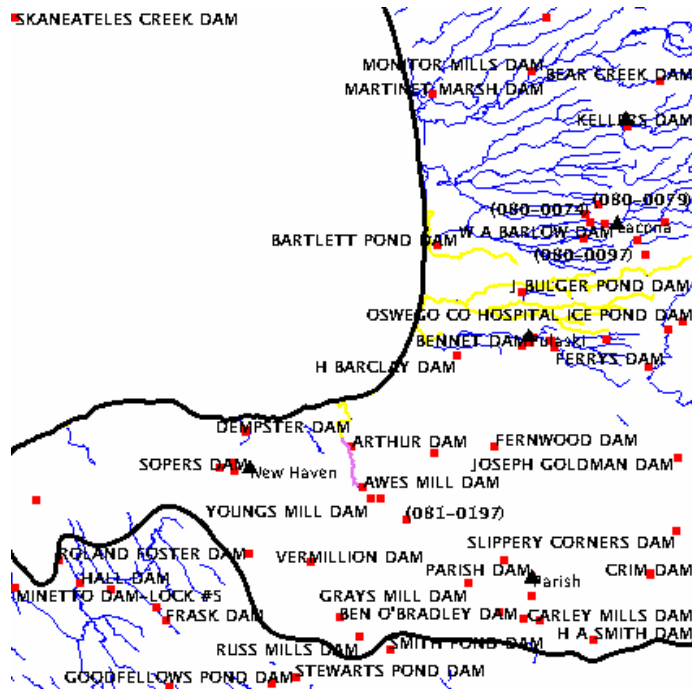 SKANEATELES CREEK DAM
MONITOR MILLS DAM
BEAR CREEK DAM
MARTINET MARSH DAM
KELLERS DAM
(080-0079)
(080-0074)
W A BARLOW DAM
BARTLETT POND DAM
(080-0097)
J BULGER POND DAM
OSWEGO CO HOSPITAL ICE POND DAM
BENNET DAM
Pulaski
PERRYS DAM
H BARCLAY DAM
DEMPSTER DAM
ARTHUR DAM
FERNWOOD DAM
SOPERS DAM
New Haven
JOSEPH GOLDMAN DAM
AWES MILL DAM
YOUNGS MILL DAM
(081-0197)
SLIPPERY CORNERS DAM
ROLAND FOSTER DAM
VERMILLION DAM
PARISH DAM
CRIM DAM
HALL DAM
Parish
MINETTO DAM-LOCK #5
GRAYS MILL DAM
FRASK DAM
BEN O'BRADLEY DAM
CARLEY MILLS DAM
H A SMITH DAM
RUSS MILLS DAM
SMITH POND DAM
STEWARTS POND DAM
GOODFELLOWS POND DAM